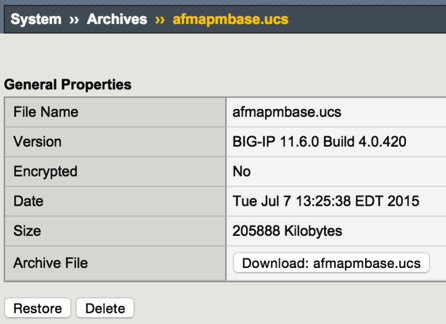 System ›› Archives ›› afmapmbase.ucs
General Properties
File Name afmapmbase.ucs
Version BIG-IP 11.6.0 Build 4.0.420
Encrypted No
Date Tue Jul 7 13:25:38 EDT 2015
Size 205888 Kilobytes
Archive File Download: afmapmbase.ucs
Restore Delete